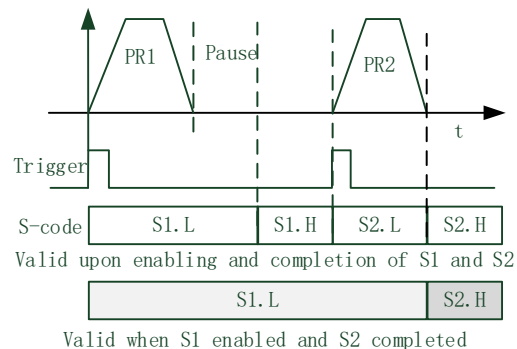 PR1
Pause
PR2
t
Trigger
S-code S1.L S1.H S2.L S2.H
Valid upon enabling and completion of S1 and S2
S1.L S2.H
Valid when S1 enabled and S2 completed